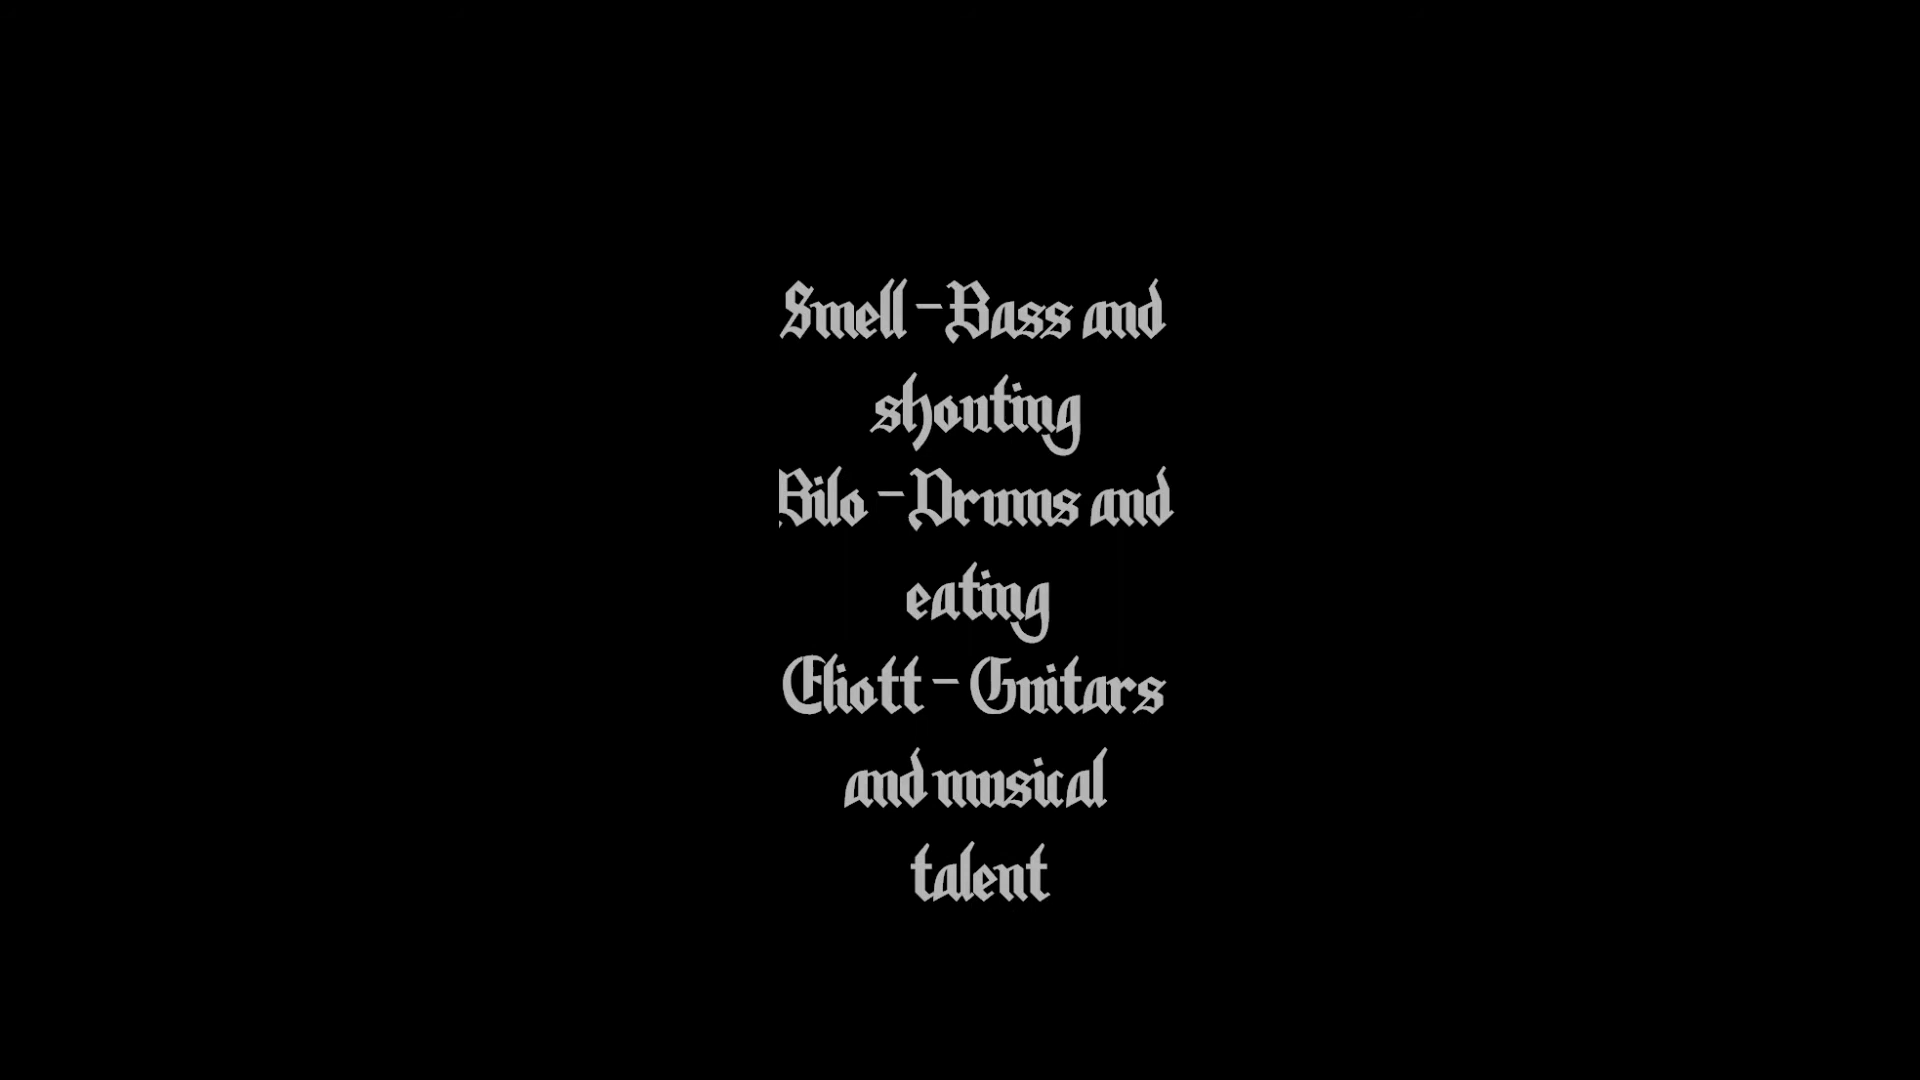 Smell - Bass and
shouting
Bilo - Drums and
eating
Eliott - Guitars
and musical
talent